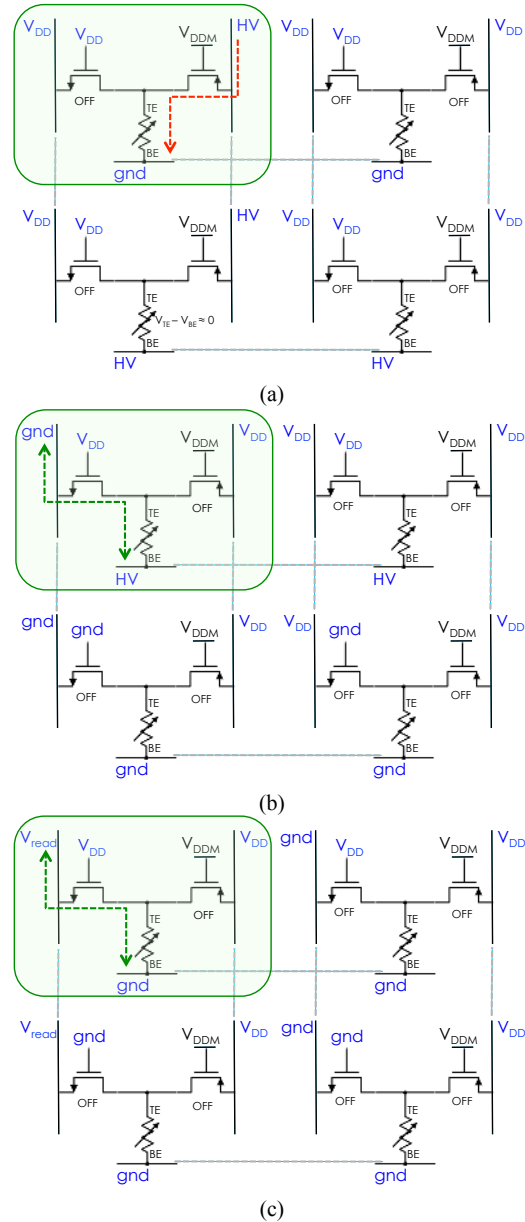 VDD VDD VDDM HV VDD VDD VDDM VDD
OFF OFF
TE TE
BE BE
gnd gnd
VDD VDD VDDM HV VDD VDD VDDM VDD
OFF OFF OFF
TE TE
VTE – VBE ≈ 0
BE BE
HV HV
(a)
gnd VDD VDDM VDD VDD VDD VDDM VDD
OFF OFF
TE TE
BE BE
HV HV
gnd gnd VDDM VDD VDD gnd VDDM VDD
OFF OFF OFF OFF
TE TE
BE BE
gnd gnd
(b)
Vread VDD VDDM VDD gnd VDD VDDM VDD
OFF OFF
TE TE
BE BE
gnd gnd
Vread gnd VDDM VDD gnd gnd VDDM VDD
OFF OFF OFF OFF
TE TE
BE BE
gnd gnd
(c)